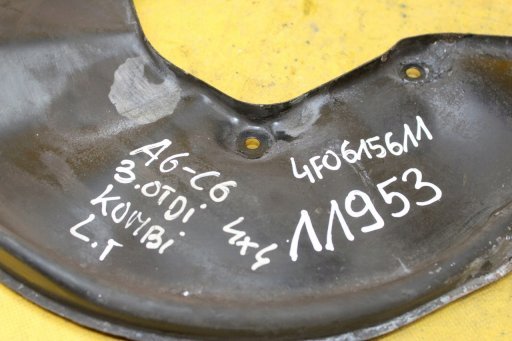 A6-C6
3.0TDi
KOMBi 4x4
L.T
4F0615611
11953